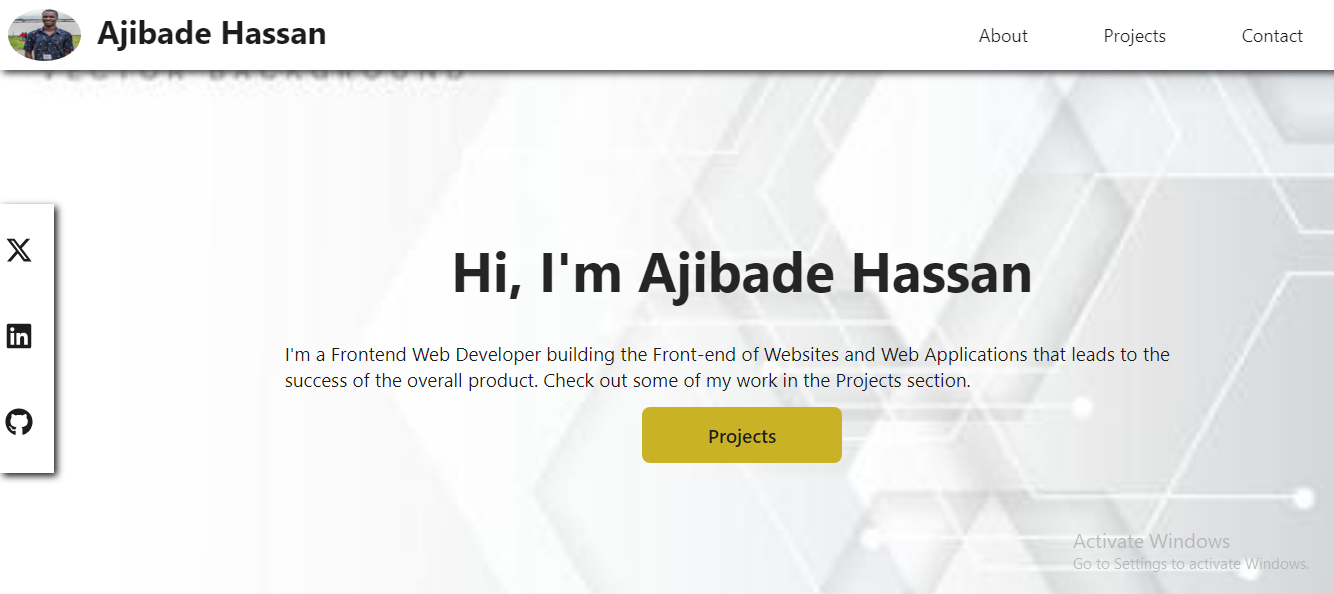 Ajibade Hassan
About
Projects
Contact
VECTOR BACKGROUND
Hi, I'm Ajibade Hassan
I'm a Frontend Web Developer building the Front-end of Websites and Web Applications that leads to the
success of the overall product. Check out some of my work in the Projects section.
Projects
Activate Windows
Go to Settings to activate Windows.